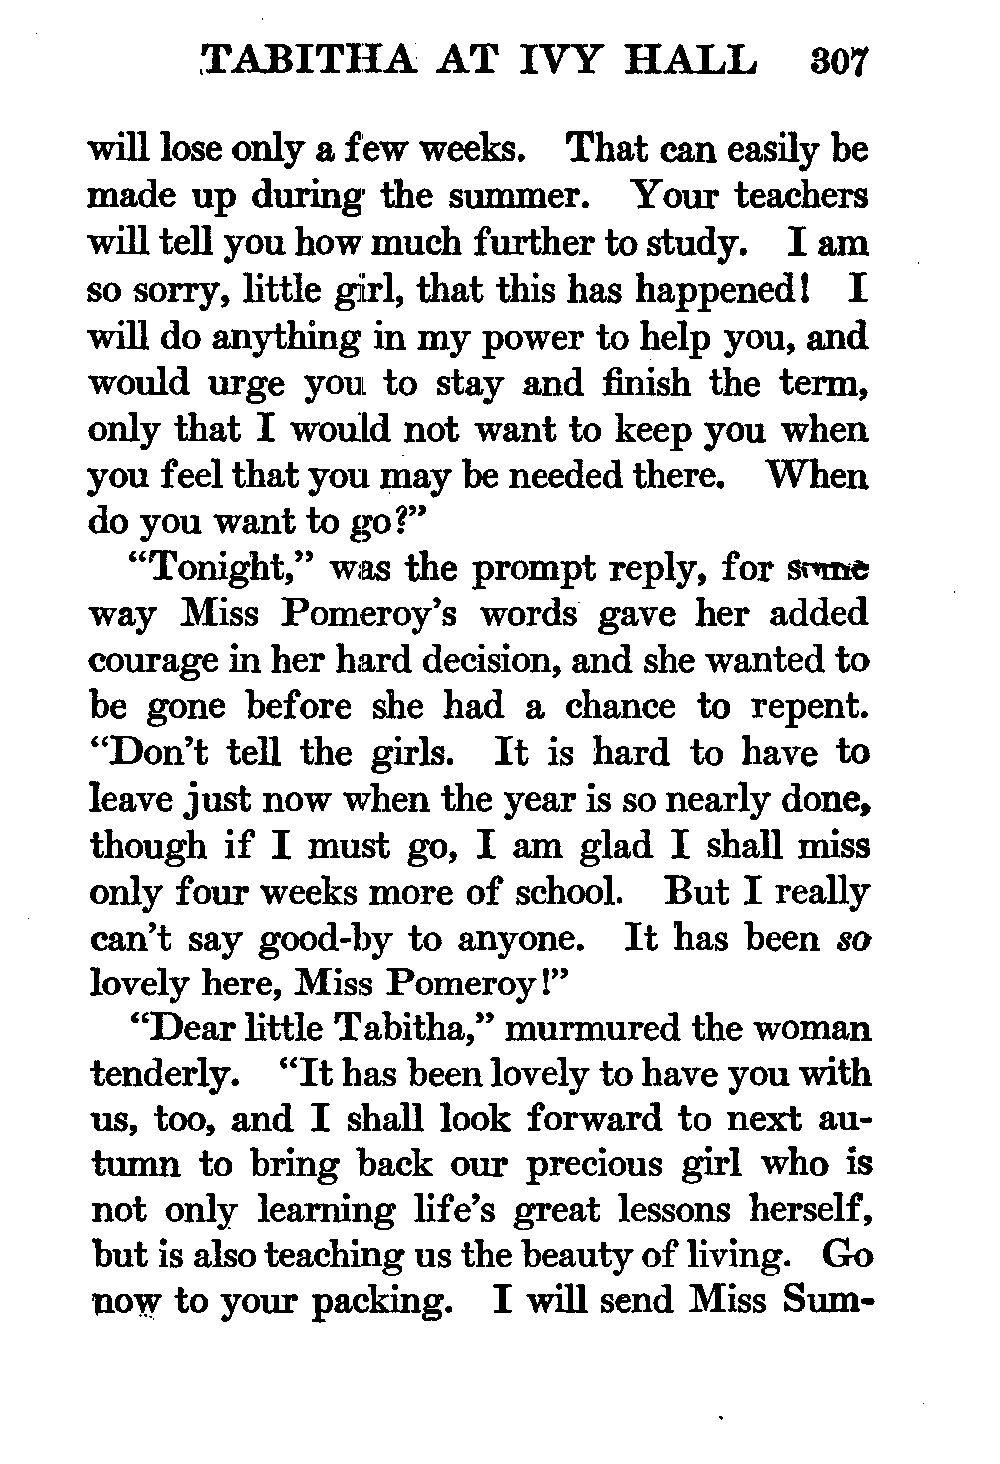 TABITHA AT IVY HALL 307
will lose only a few weeks. That can easily be
made up during the summer. Your teachers
will tell you how much further to study. I am
so sorry, little girl, that this has happened! I
will do anything in my power to help you, and
would urge you to stay and finish the term,
only that I would not want to keep you when
you feel that you may be needed there. When
do you want to go?”
“Tonight,” was the prompt reply, for some
way Miss Pomeroy’s words gave her added
courage in her hard decision, and she wanted to
be gone before she had a chance to repent.
“Don’t tell the girls. It is hard to have to
leave just now when the year is so nearly done,
though if I must go, I am glad I shall miss
only four weeks more of school. But I really
can’t say good-by to anyone. It has been so
lovely here, Miss Pomeroy!”
“Dear little Tabitha,” murmured the woman
tenderly. “It has been lovely to have you with
us, too, and I shall look forward to next au-
tumn to bring back our precious girl who is
not only learning life’s great lessons herself,
but is also teaching us the beauty of living. Go
now to your packing. I will send Miss Sum-